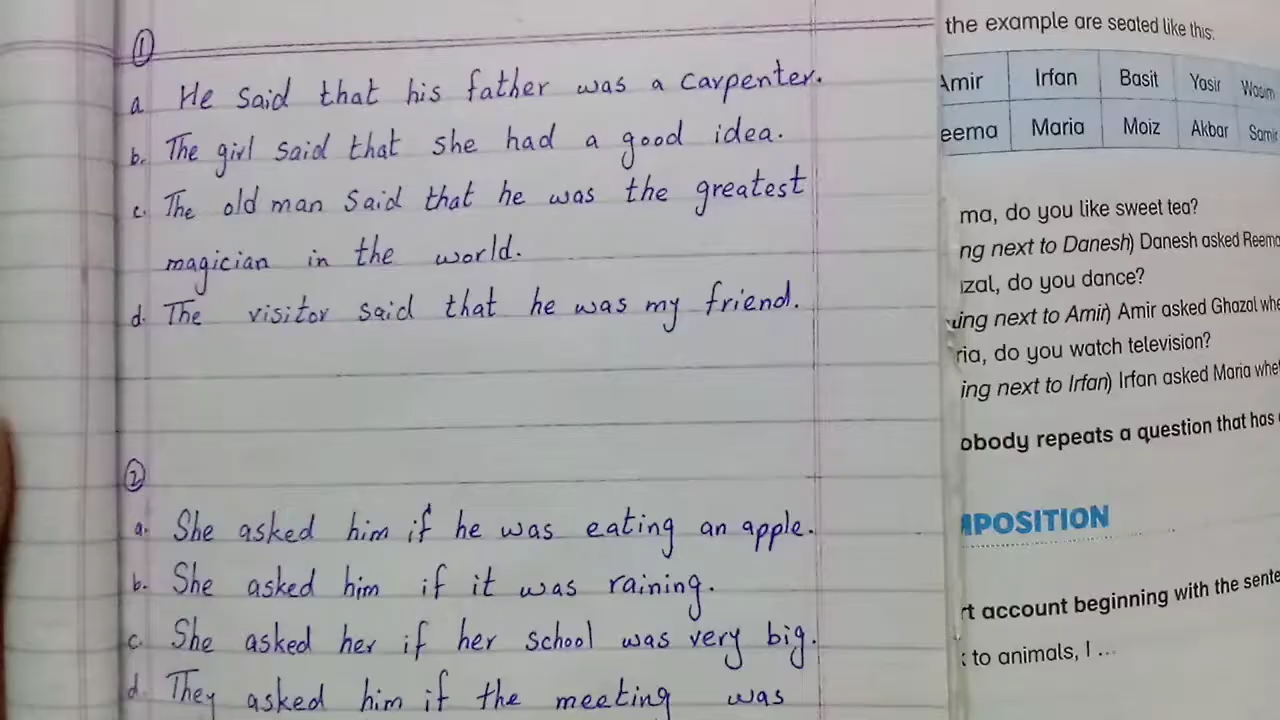 ①
a He said that his father was a carpenter.
b. The girl said that she had a good idea.
c. The old man said that he was the greatest
magician in the world.
d. The visitor said that he was my friend.
②
a. She asked him if he was eating an apple.
b. She asked him if it was raining.
c. She asked her if her school was very big.
d. They asked him if the meeting was
the example are seated like this:
Amir Irfan Basit Yasir Wasim
eema Maria Moiz Akbar Samir
ma, do you like sweet tea?
ng next to Danesh) Danesh asked Reema
izal, do you dance?
ing next to Amir) Amir asked Ghazal whe
ria, do you watch television?
ing next to Irfan) Irfan asked Maria whe
obody repeats a question that has
MPOSITION
rt account beginning with the sente
to animals, I ...